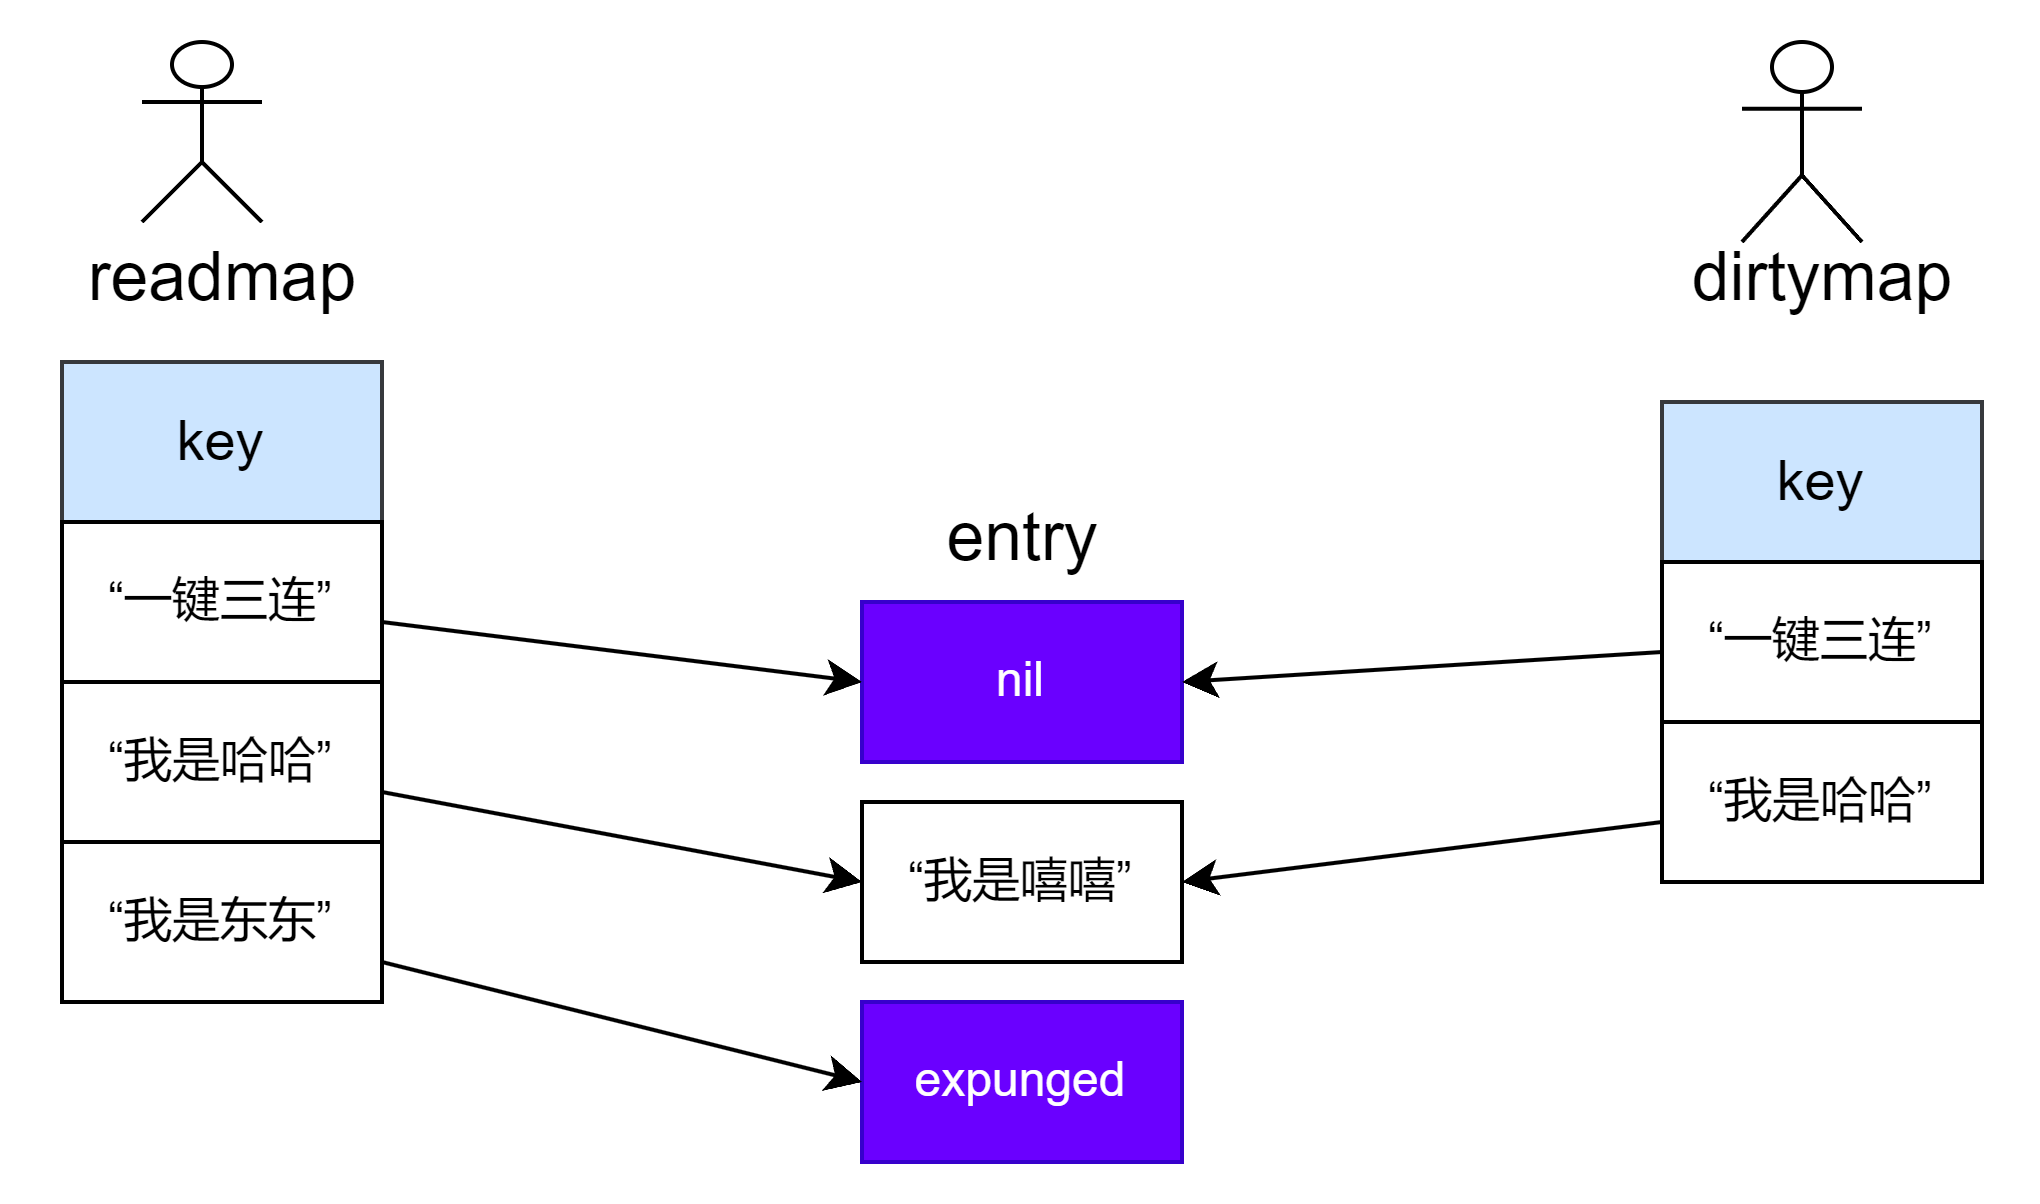 readmap
dirtymap
key
“一键三连”
“我是哈哈”
“我是东东”
entry
nil
“我是嘻嘻”
expunged
key
“一键三连”
“我是哈哈”